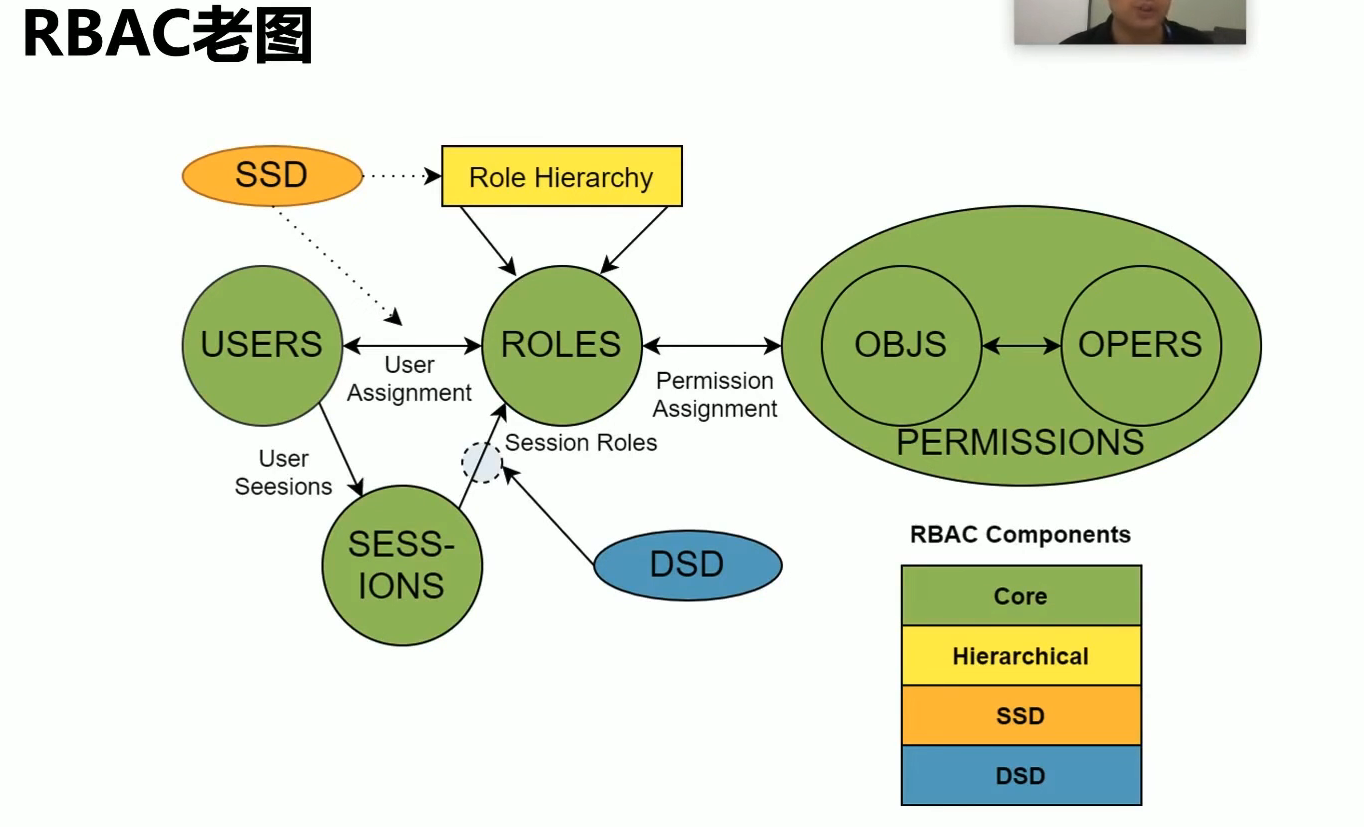 RBAC老图
SSD
Role Hierarchy
USERS
User
Assignment
ROLES
Permission
Assignment
OBJS
OPERS
PERMISSIONS
User
Seesions
Session Roles
SESS-
IONS
DSD
RBAC Components
Core
Hierarchical
SSD
DSD